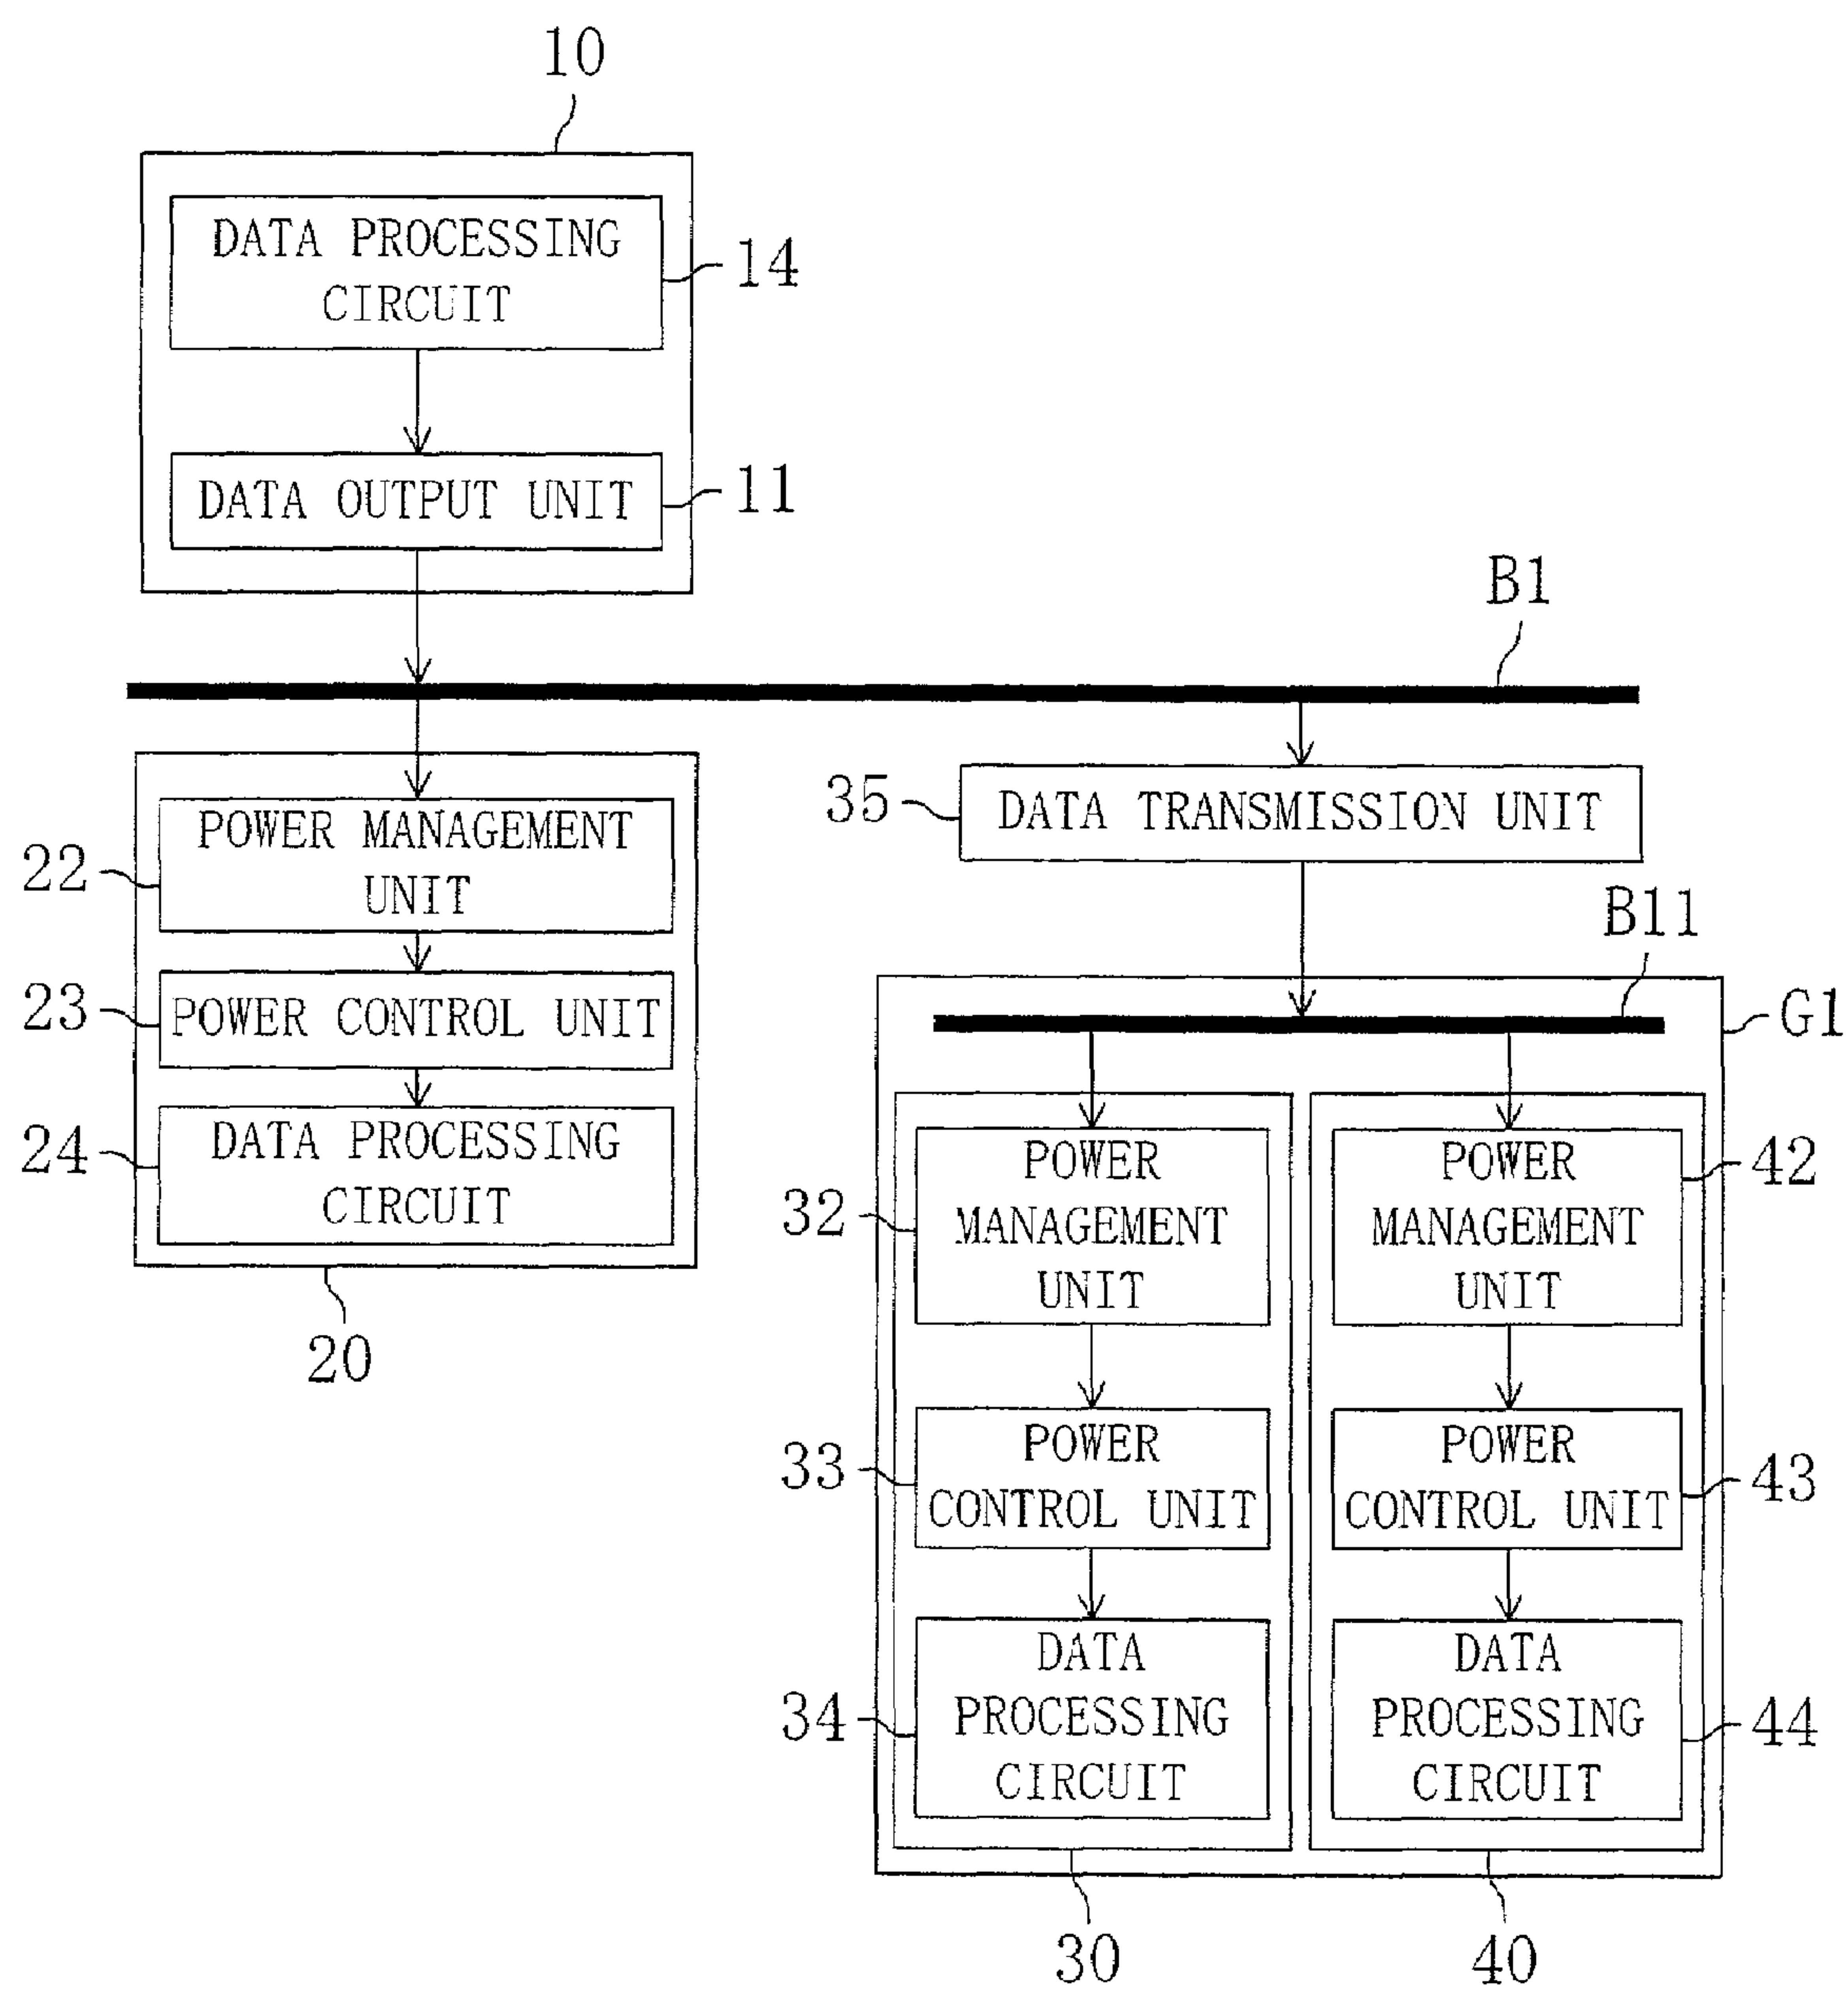 10
DATA PROCESSING
CIRCUIT
14
DATA OUTPUT UNIT
11
B1
POWER MANAGEMENT
UNIT
22
POWER CONTROL UNIT
23
DATA PROCESSING
CIRCUIT
24
20
35
DATA TRANSMISSION UNIT
B11
G1
POWER
MANAGEMENT
UNIT
32
POWER
CONTROL UNIT
33
DATA
PROCESSING
CIRCUIT
34
30
POWER
MANAGEMENT
UNIT
42
POWER
CONTROL UNIT
43
DATA
PROCESSING
CIRCUIT
44
40